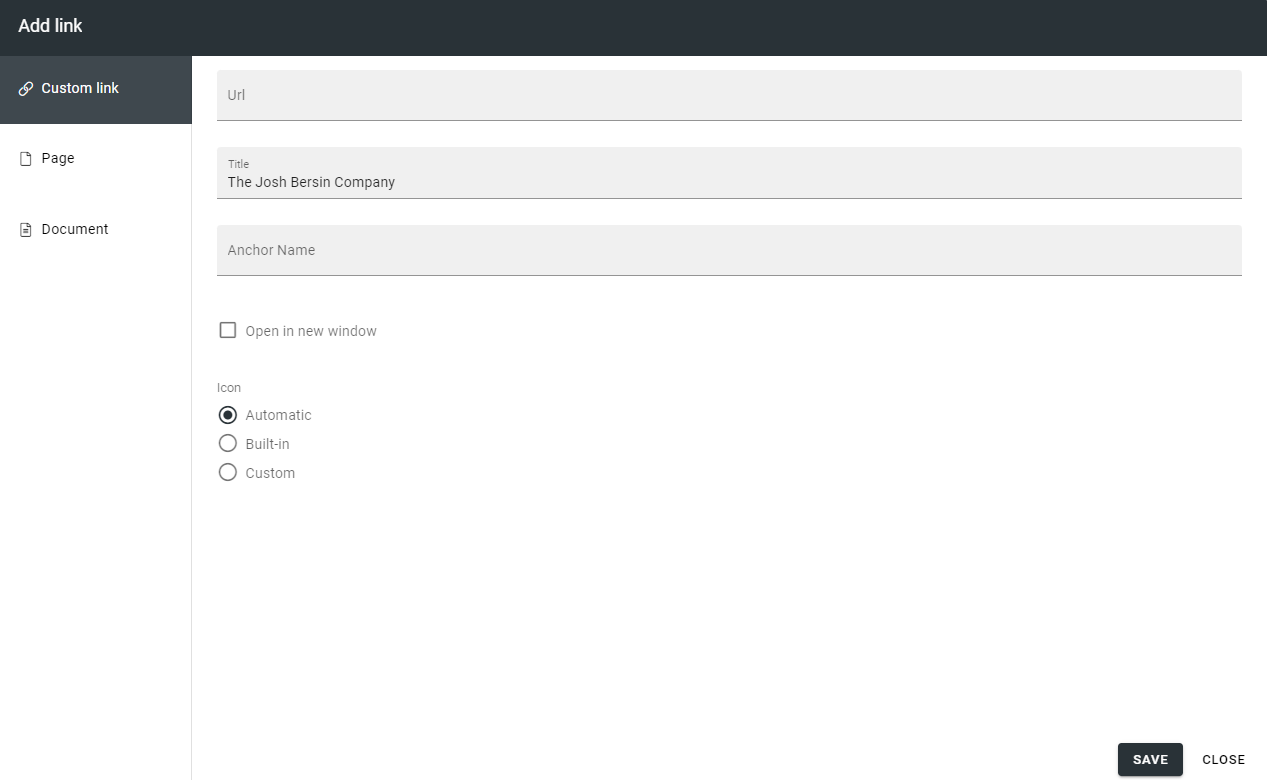 Add link
Custom link
Page
Document
Url
Title
The Josh Bersin Company
Anchor Name
Open in new window
Icon
Automatic
Built-in
Custom
SAVE
CLOSE